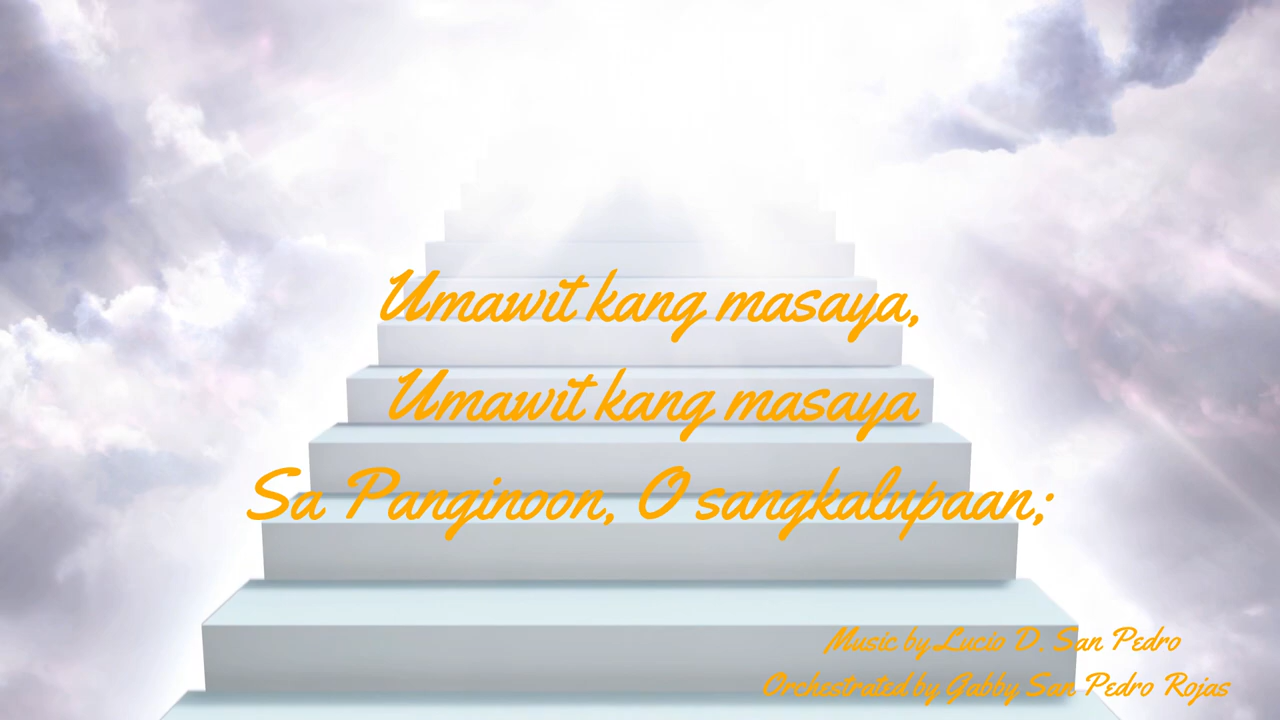 Umawit kang masaya,
Umawit kang masaya
Sa Panginoon, O sangkalupaan;
Music by Lucio D. San Pedro
Orchestrated by Gabby San Pedro Rojas